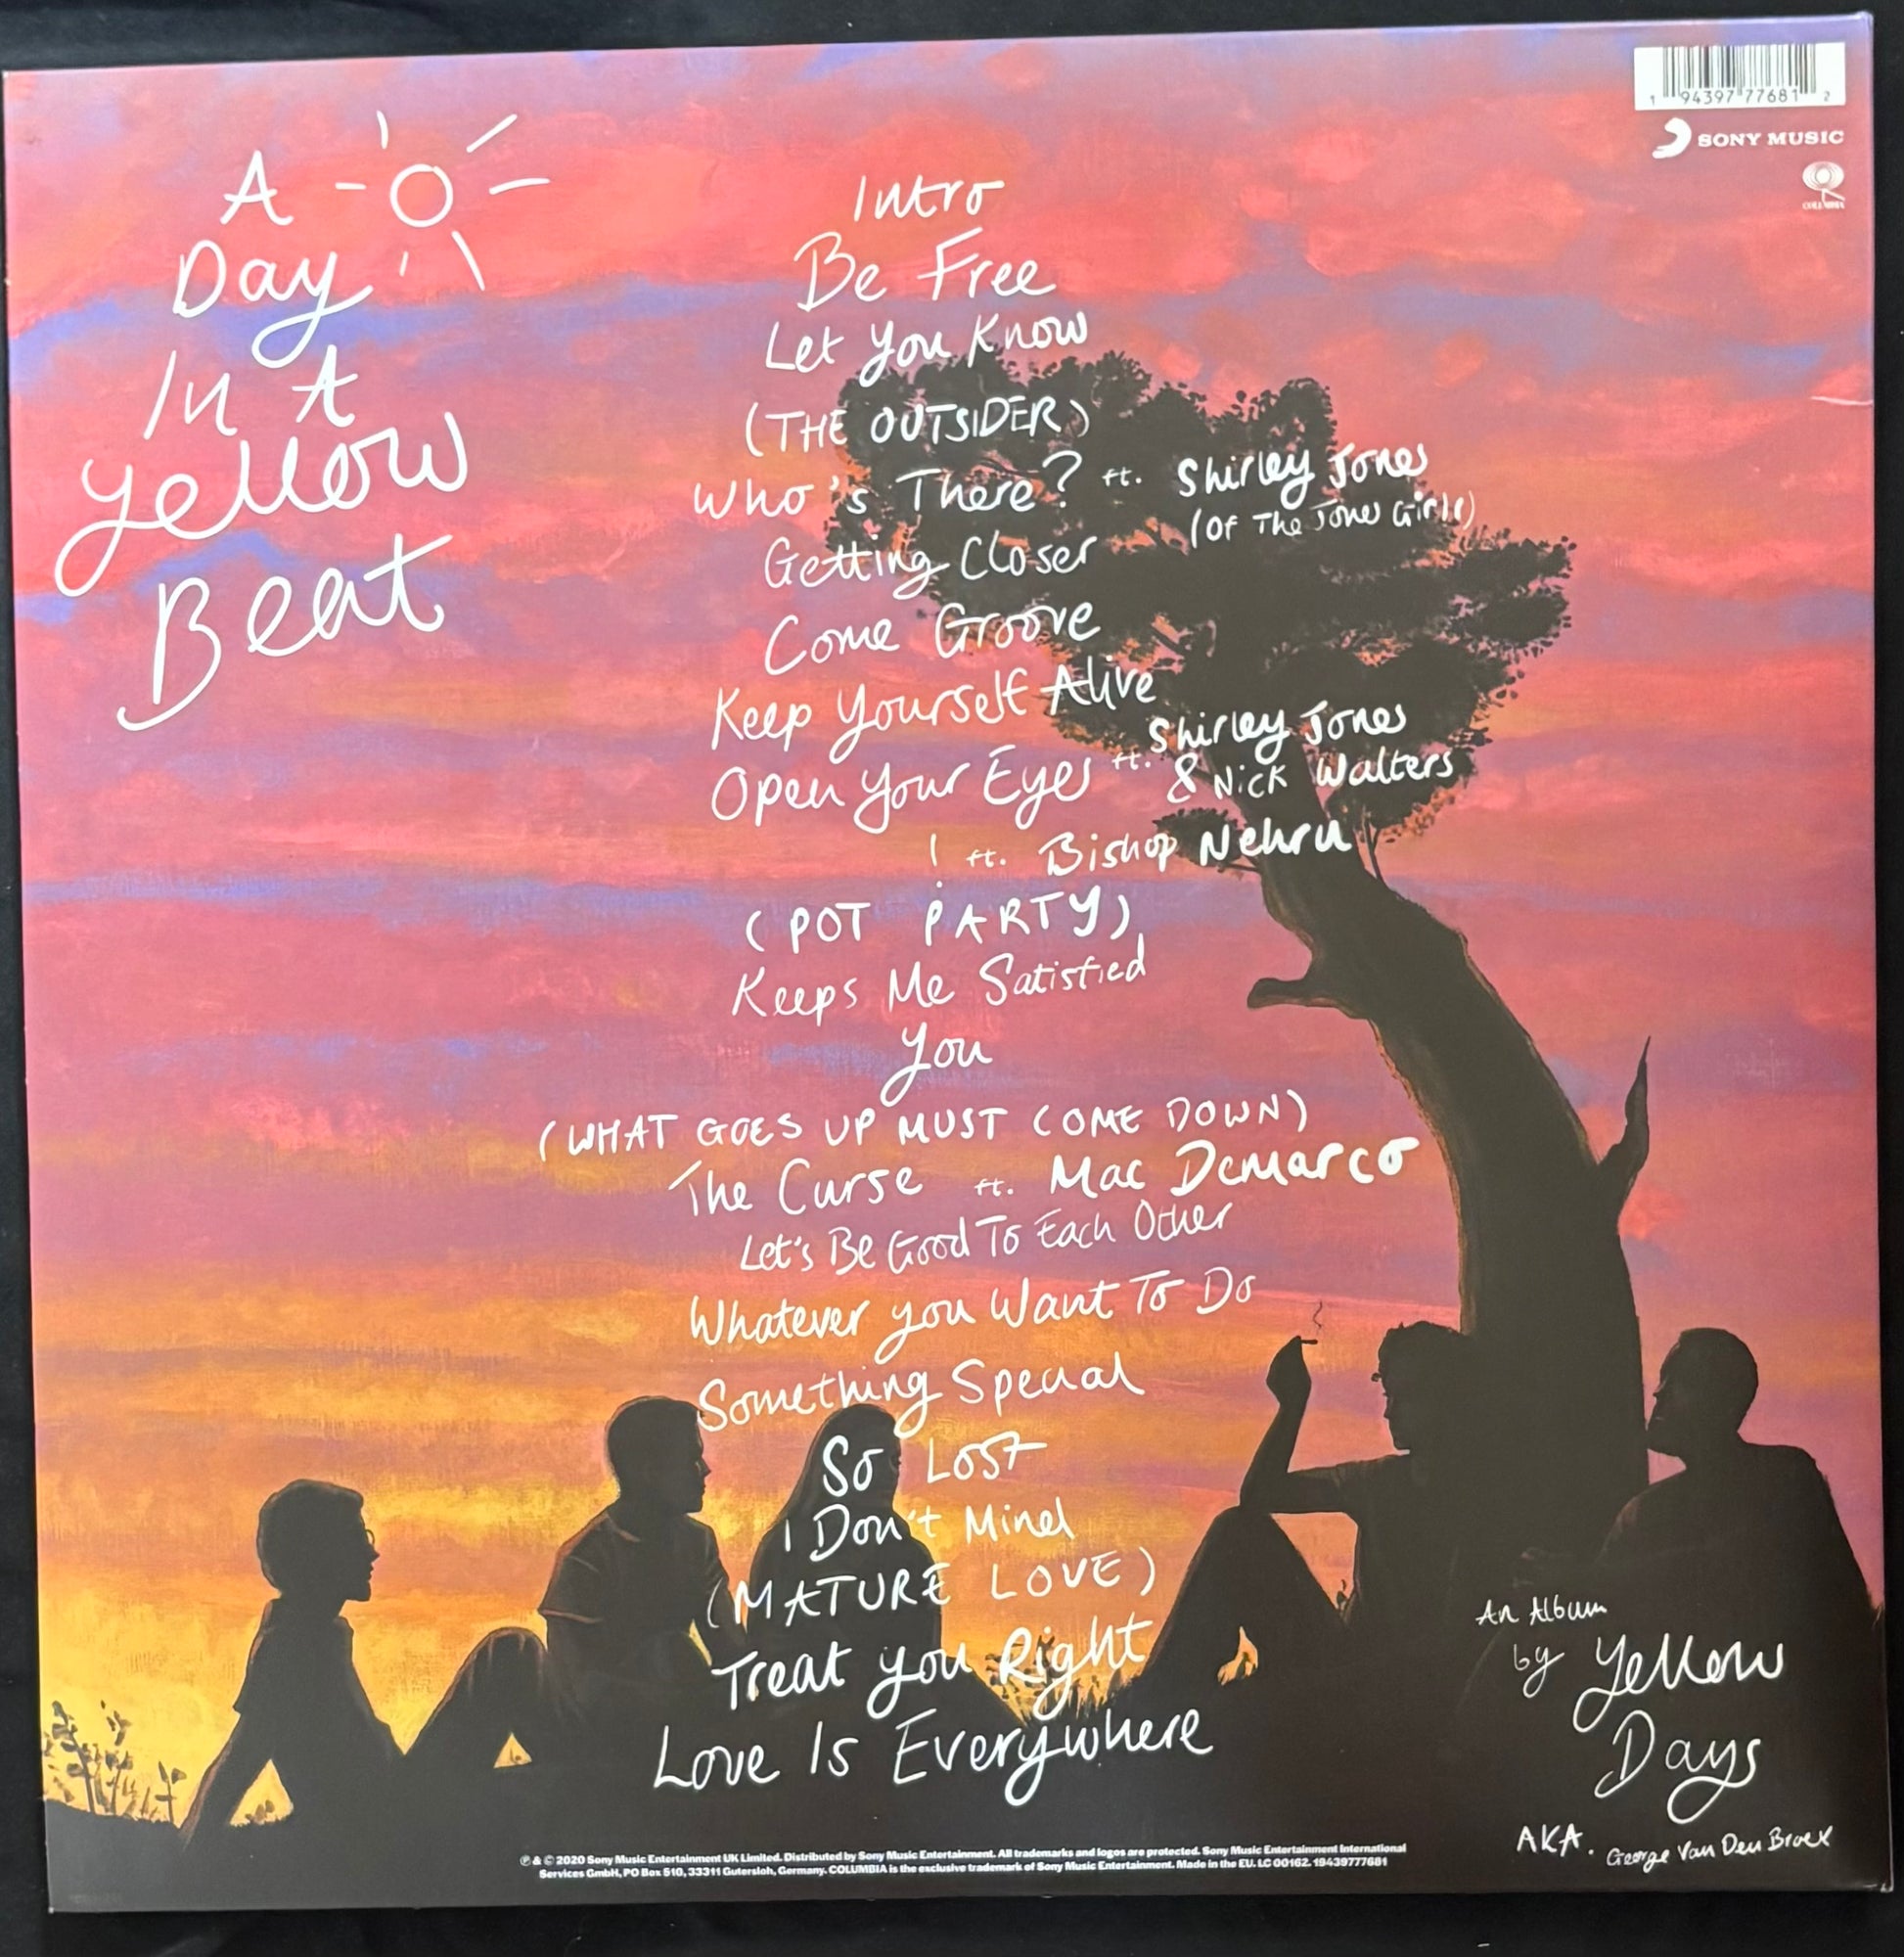 A
Day
In A
Yellow
Beat
1 94397 77681 2
SONY MUSIC
COLUMBIA
Intro
Be Free
Let You Know
(THE OUTSIDER)
Who's There? ft. Shirley Jones
(Of The Jones Girls)
Getting Closer
Come Groove
Keep Yourself Alive
Open Your Eyes ft. Shirley Jones
& Nick Walters
! ft. Bishop Nehru
(POT PARTY)
Keeps Me Satisfied
You
(WHAT GOES UP MUST COME DOWN)
The Curse ft. Mac Demarco
Let's Be Good To Each Other
Whatever You Want To Do
Something Special
So Lost
I Don't Mind
(MATURE LOVE)
Treat You Right
Love Is Everywhere
An Album
by Yellow
Days
AKA. George Van Den Broek
℗ & © 2020 Sony Music Entertainment UK Limited. Distributed by Sony Music Entertainment. All trademarks and logos are protected. Sony Music Entertainment International
Services GmbH, PO Box 510, 33311 Gutersloh, Germany. COLUMBIA is the exclusive trademark of Sony Music Entertainment. Made in the EU. LC 00162. 19439777681